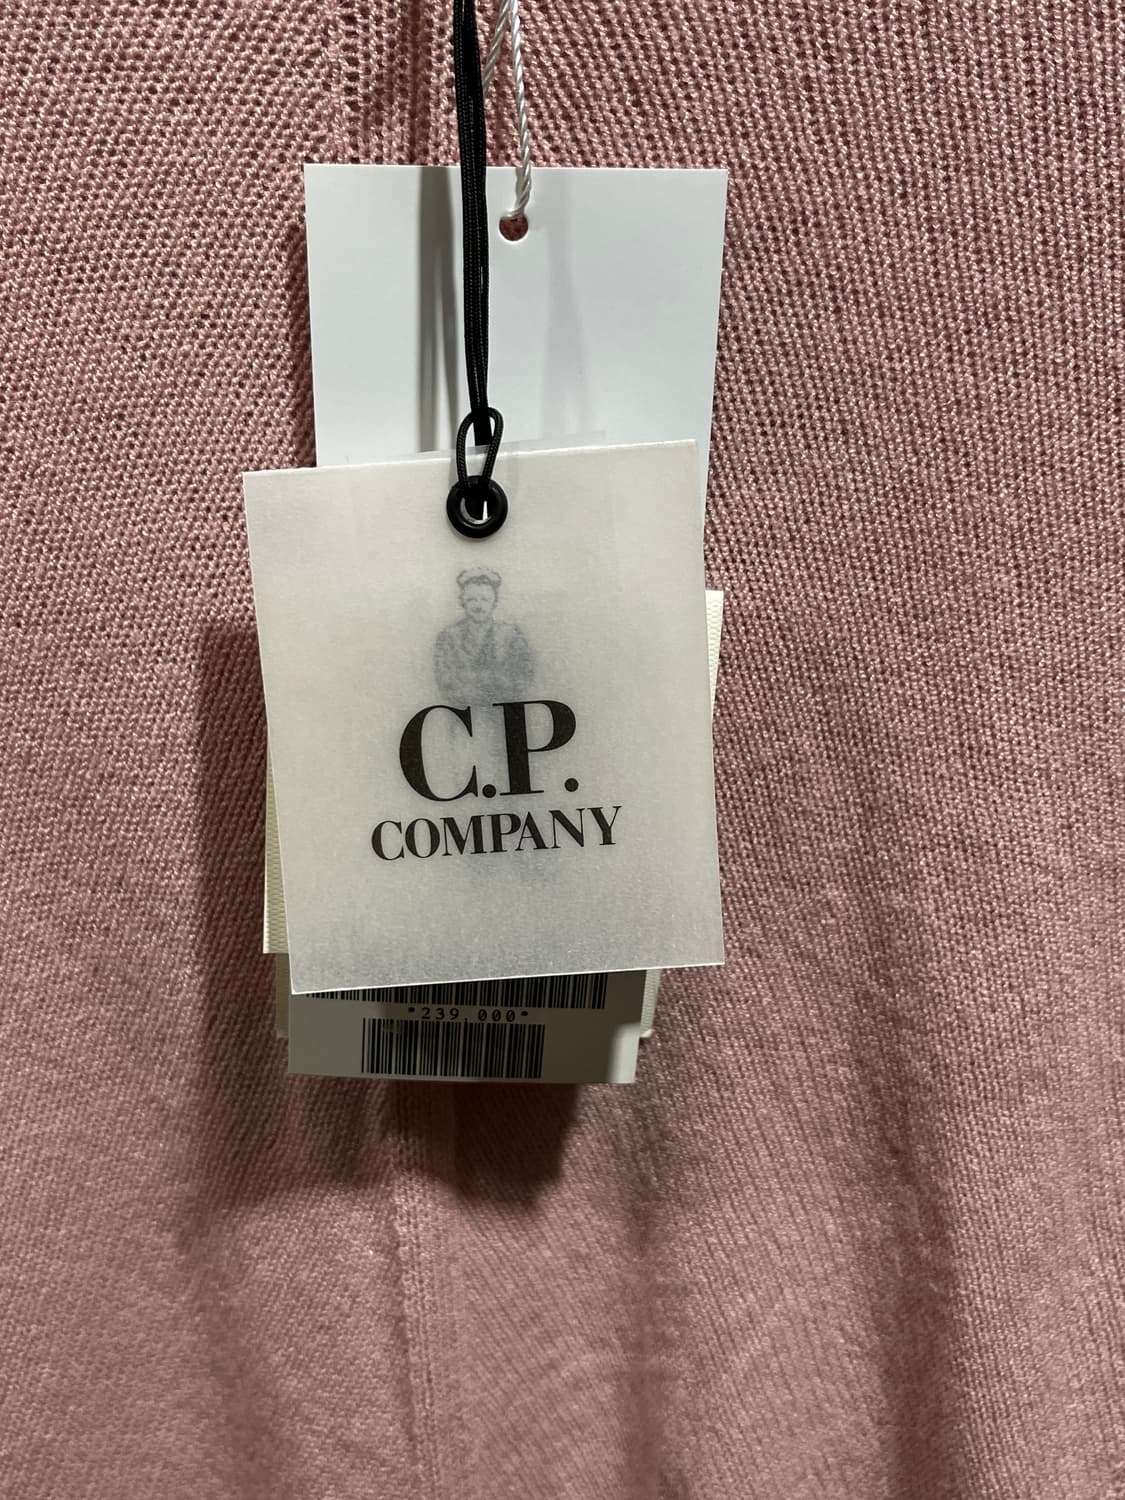 C.P.
COMPANY
*239,000*